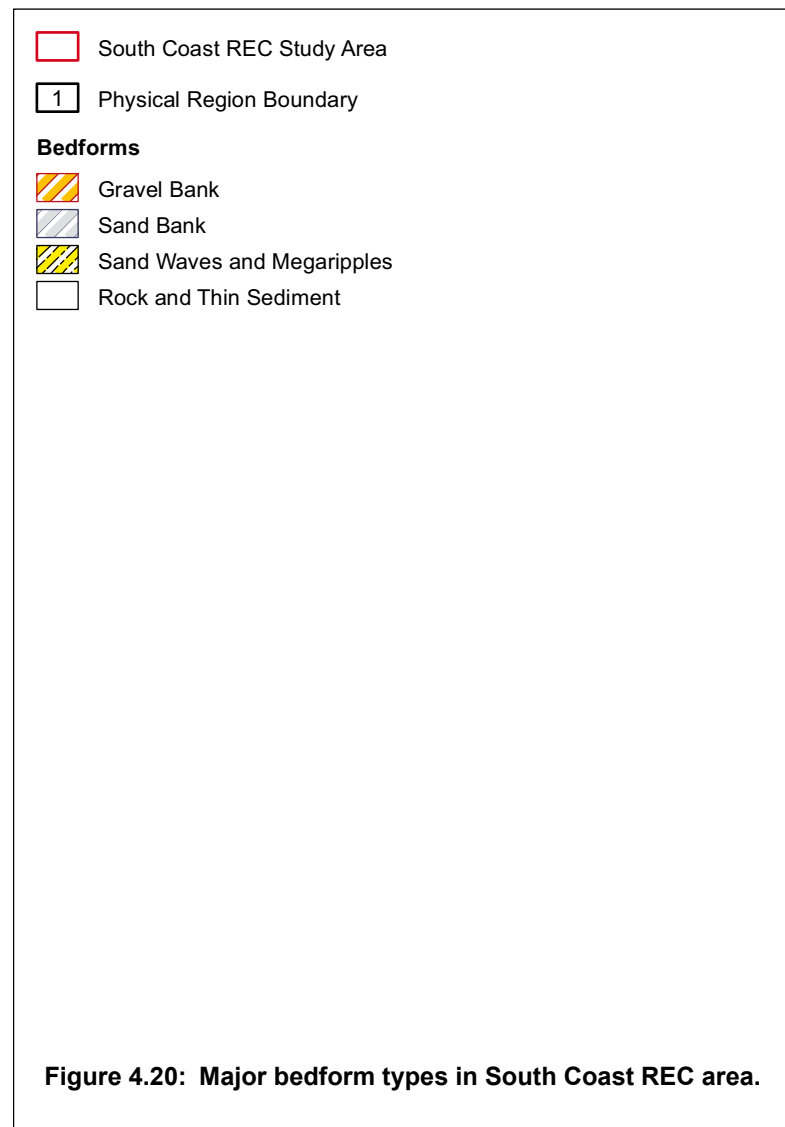 South Coast REC Study Area
1 Physical Region Boundary
Bedforms
Gravel Bank
Sand Bank
Sand Waves and Megaripples
Rock and Thin Sediment
Figure 4.20: Major bedform types in South Coast REC area.